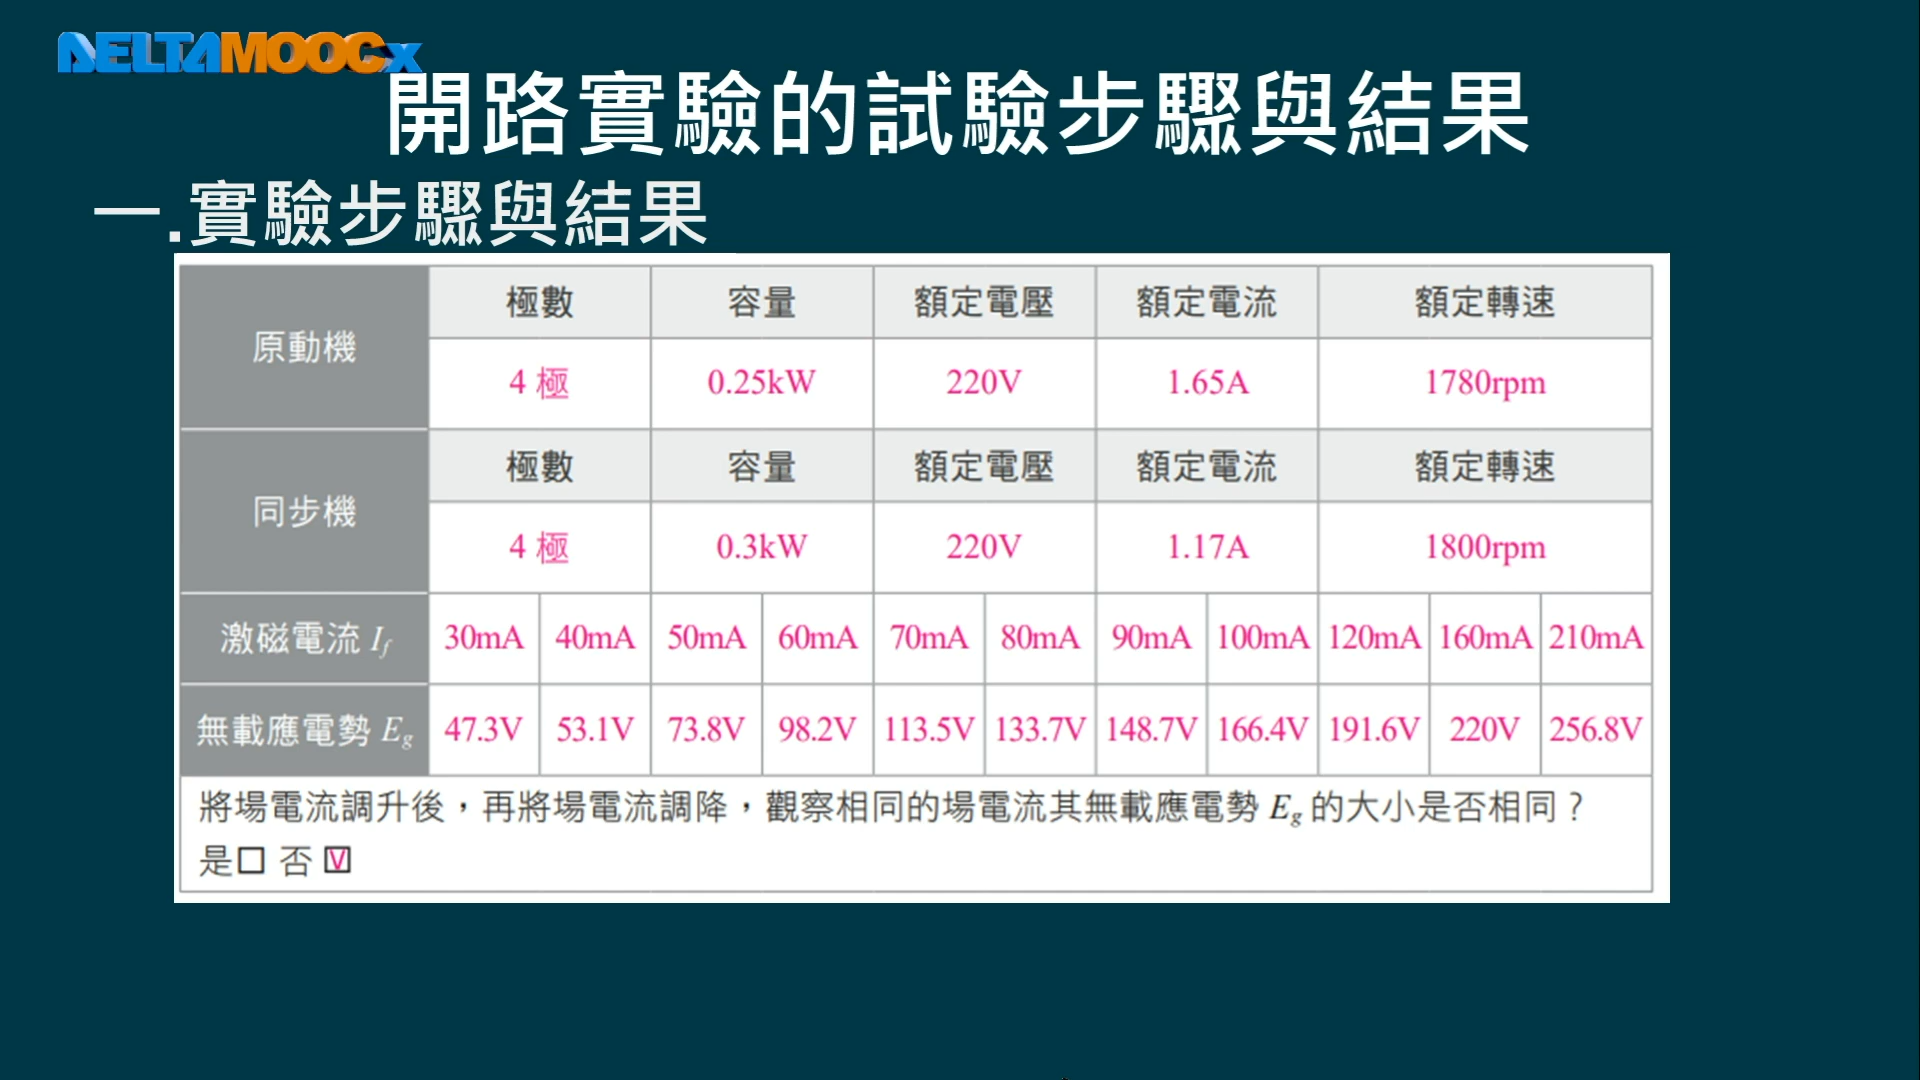 DELTAMOOCx
開路實驗的試驗步驟與結果
一.實驗步驟與結果
原動機 極數 容量 額定電壓 額定電流 額定轉速
4 極 0.25kW 220V 1.65A 1780rpm
同步機 極數 容量 額定電壓 額定電流 額定轉速
4 極 0.3kW 220V 1.17A 1800rpm
激磁電流 If 30mA 40mA 50mA 60mA 70mA 80mA 90mA 100mA 120mA 160mA 210mA
無載應電勢 Eg 47.3V 53.1V 73.8V 98.2V 113.5V 133.7V 148.7V 166.4V 191.6V 220V 256.8V
將場電流調升後，再將場電流調降，觀察相同的場電流其無載應電勢 Eg 的大小是否相同？
是□ 否 ☑